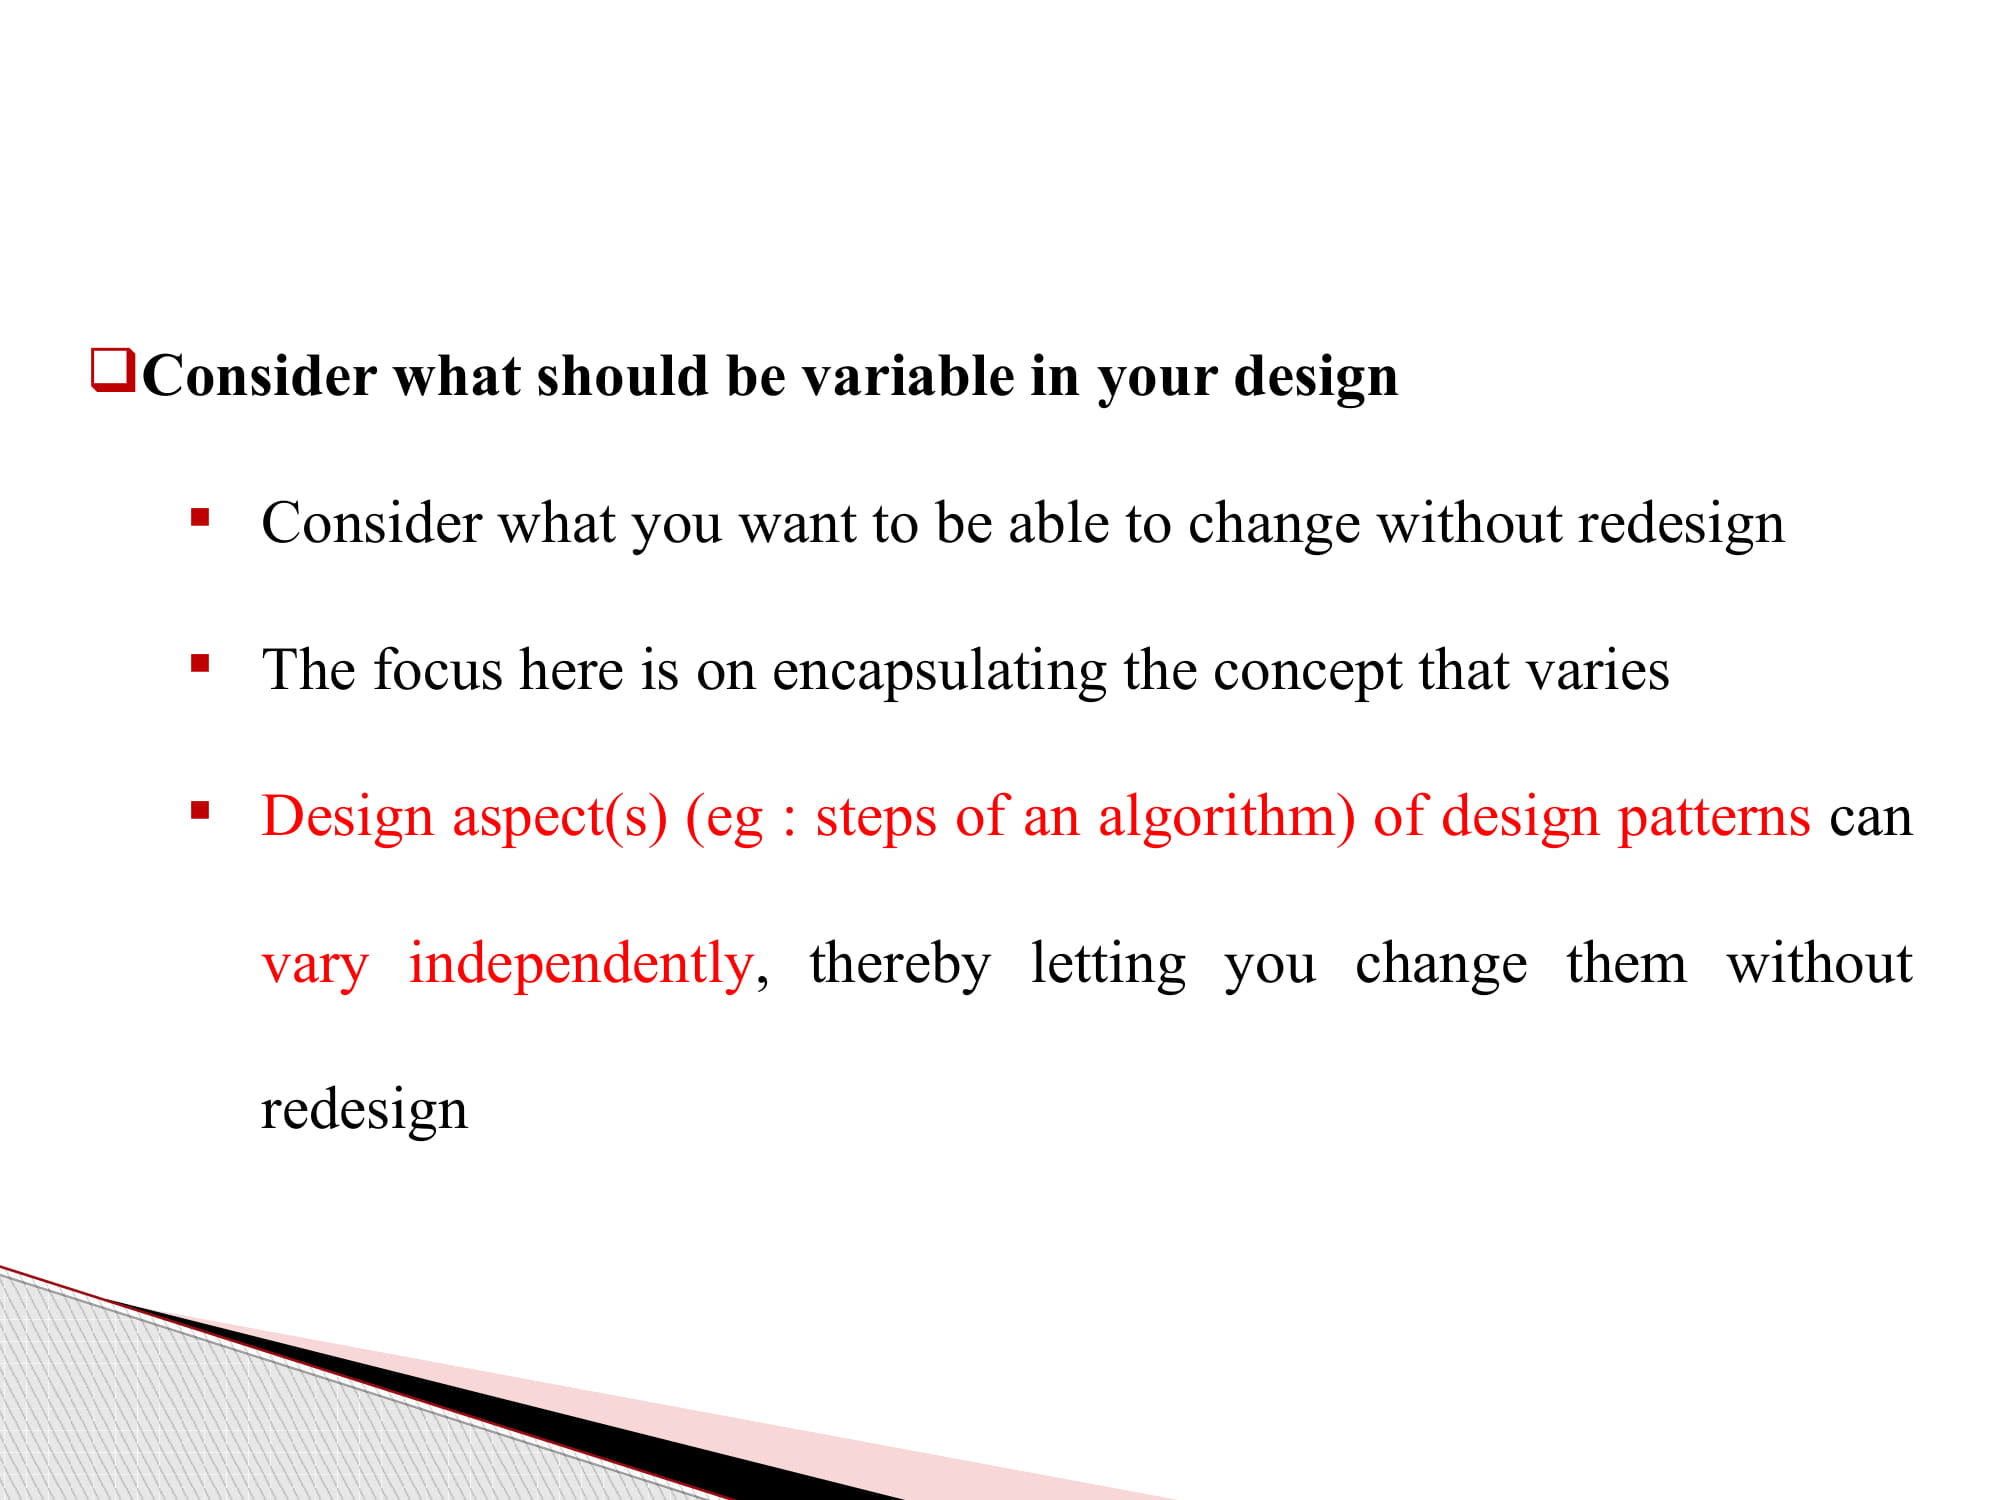 Consider what should be variable in your design
Consider what you want to be able to change without redesign
The focus here is on encapsulating the concept that varies
Design aspect(s) (eg : steps of an algorithm) of design patterns can
vary independently, thereby letting you change them without
redesign